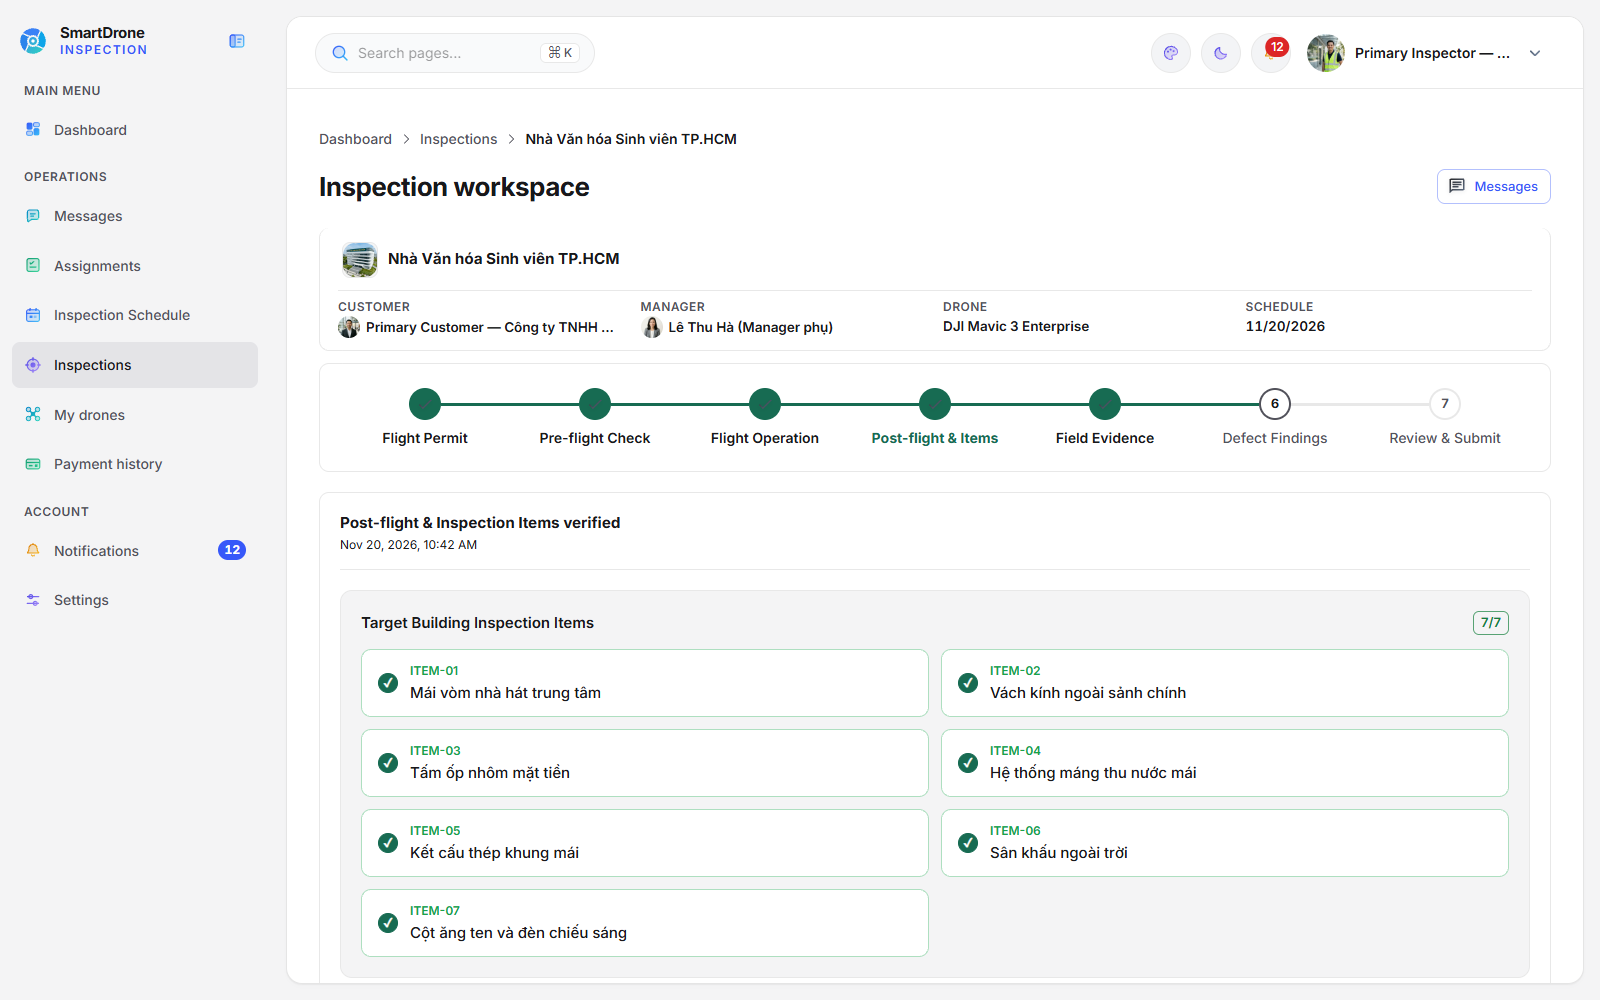 SmartDrone
INSPECTION
MAIN MENU
Dashboard
OPERATIONS
Messages
Assignments
Inspection Schedule
Inspections
My drones
Payment history
ACCOUNT
Notifications
12
Settings
Search pages...
⌘ K
12
Primary Inspector — ...
Dashboard > Inspections > Nhà Văn hóa Sinh viên TP.HCM
Inspection workspace
Messages
Nhà Văn hóa Sinh viên TP.HCM
CUSTOMER
Primary Customer — Công ty TNHH ...
MANAGER
Lê Thu Hà (Manager phụ)
DRONE
DJI Mavic 3 Enterprise
SCHEDULE
11/20/2026
Flight Permit
Pre-flight Check
Flight Operation
Post-flight & Items
Field Evidence
6
Defect Findings
7
Review & Submit
Post-flight & Inspection Items verified
Nov 20, 2026, 10:42 AM
Target Building Inspection Items
7/7
ITEM-01
Mái vòm nhà hát trung tâm
ITEM-02
Vách kính ngoài sảnh chính
ITEM-03
Tấm ốp nhôm mặt tiền
ITEM-04
Hệ thống máng thu nước mái
ITEM-05
Kết cấu thép khung mái
ITEM-06
Sân khấu ngoài trời
ITEM-07
Cột ăng ten và đèn chiếu sáng